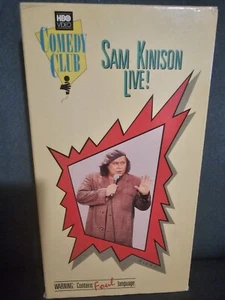 HBO
VIDEO
COMEDY
CLUB
SAM KINISON
LIVE!
WARNING: Contains Foul language.